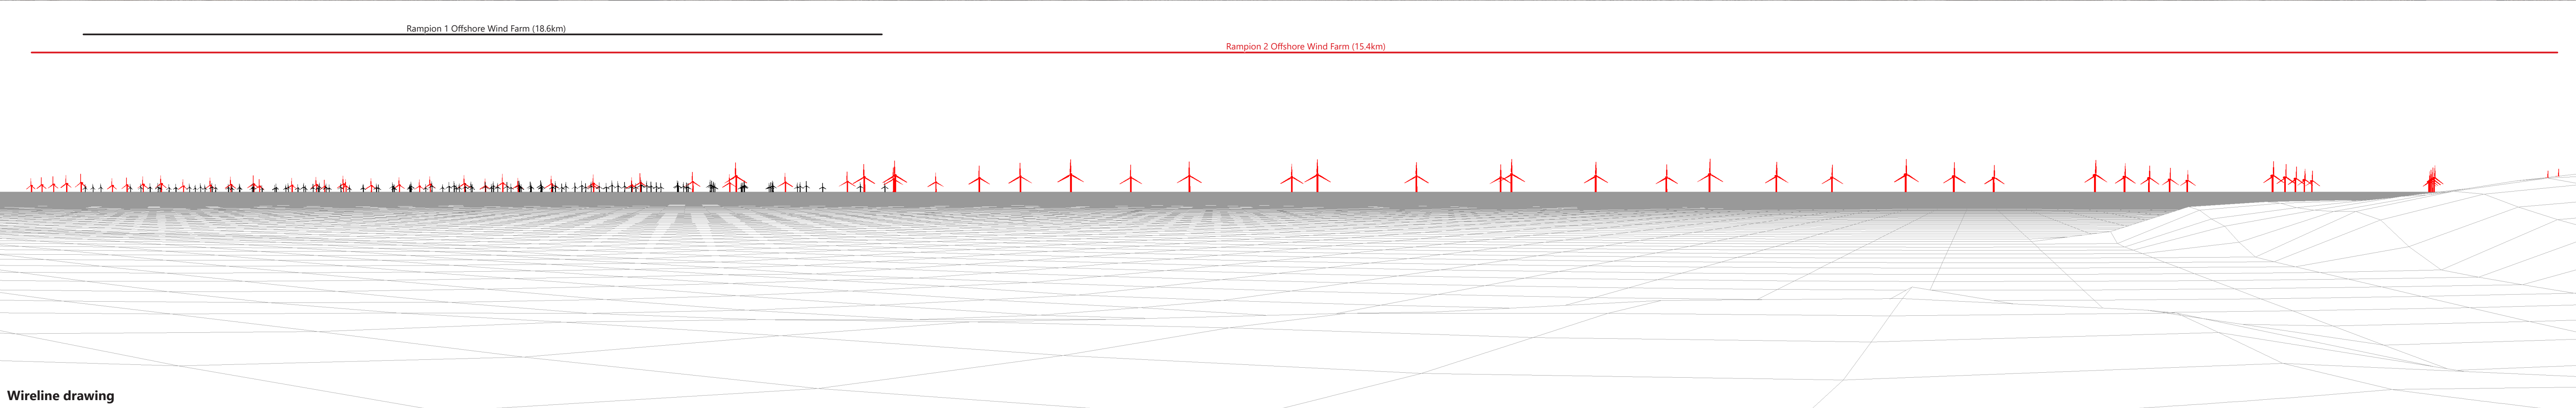 Rampion 1 Offshore Wind Farm (18.6km)
Rampion 2 Offshore Wind Farm (15.4km)
Wireline drawing